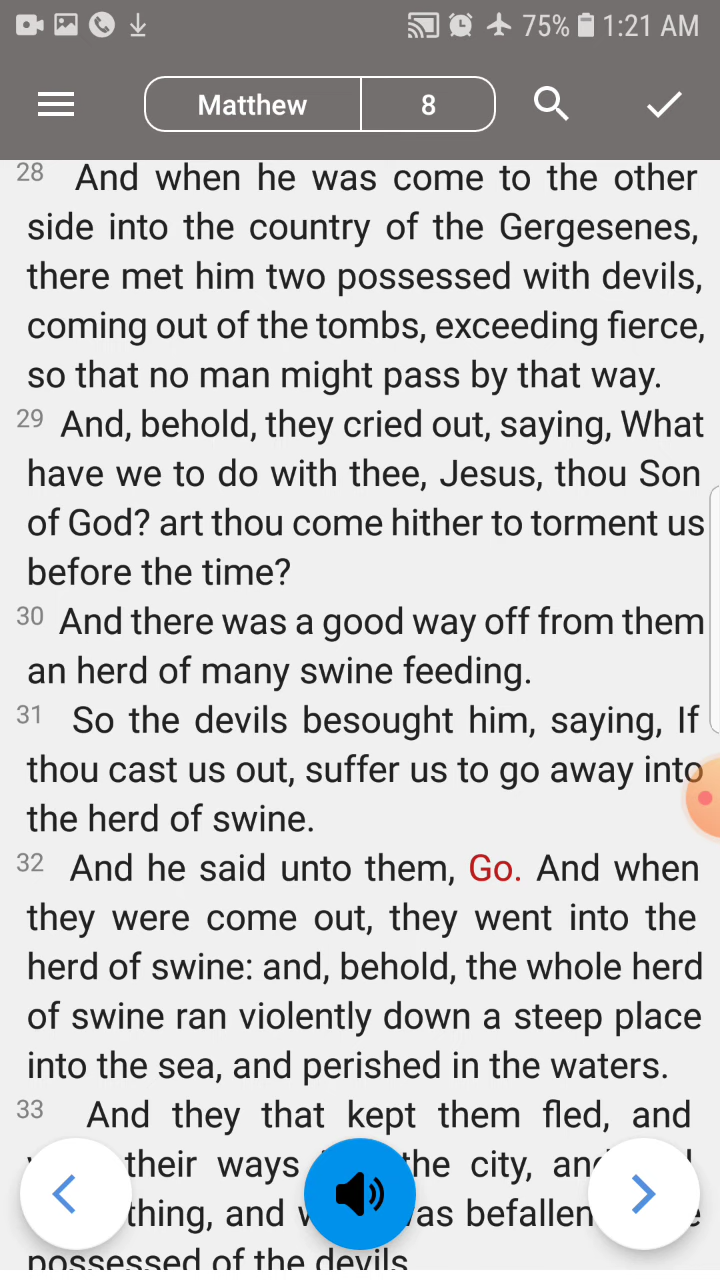 75% 1:21 AM
Matthew 8
28 And when he was come to the other
side into the country of the Gergesenes,
there met him two possessed with devils,
coming out of the tombs, exceeding fierce,
so that no man might pass by that way.
29 And, behold, they cried out, saying, What
have we to do with thee, Jesus, thou Son
of God? art thou come hither to torment us
before the time?
30 And there was a good way off from them
an herd of many swine feeding.
31 So the devils besought him, saying, If
thou cast us out, suffer us to go away into
the herd of swine.
32 And he said unto them, Go. And when
they were come out, they went into the
herd of swine: and, behold, the whole herd
of swine ran violently down a steep place
into the sea, and perished in the waters.
33 And they that kept them fled, and
their ways the city,
thing, and befallen
possessed of the devils